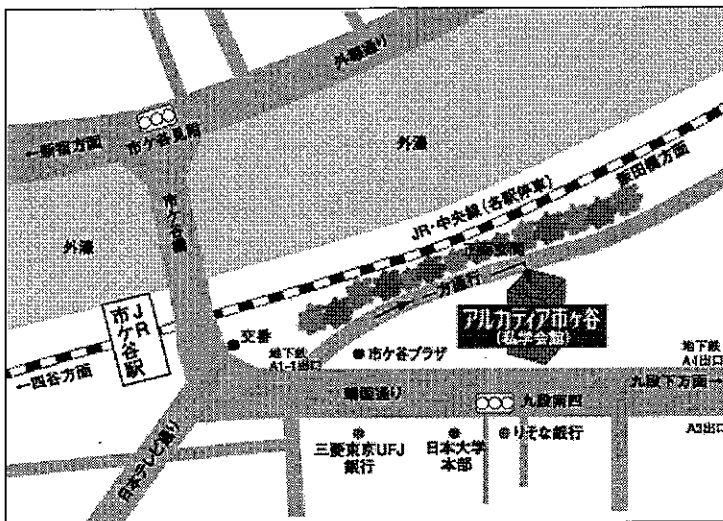 外堀通り
←新宿方面
市ケ谷見附
外濠
市ケ谷橋
外濠
JR・中央線(各駅停車)
飯田橋方面
一方通行
アルカディア市ヶ谷
(私学会館)
JR
市ケ谷駅
交番
地下鉄
A1-1出口
市ケ谷プラザ
地下鉄
A1出口
←四谷方面
靖国通り
九段下方面→
九段南四
A3出口
日本テレビ通り
三菱東京UFJ
銀行
日本大学
本部
りそな銀行